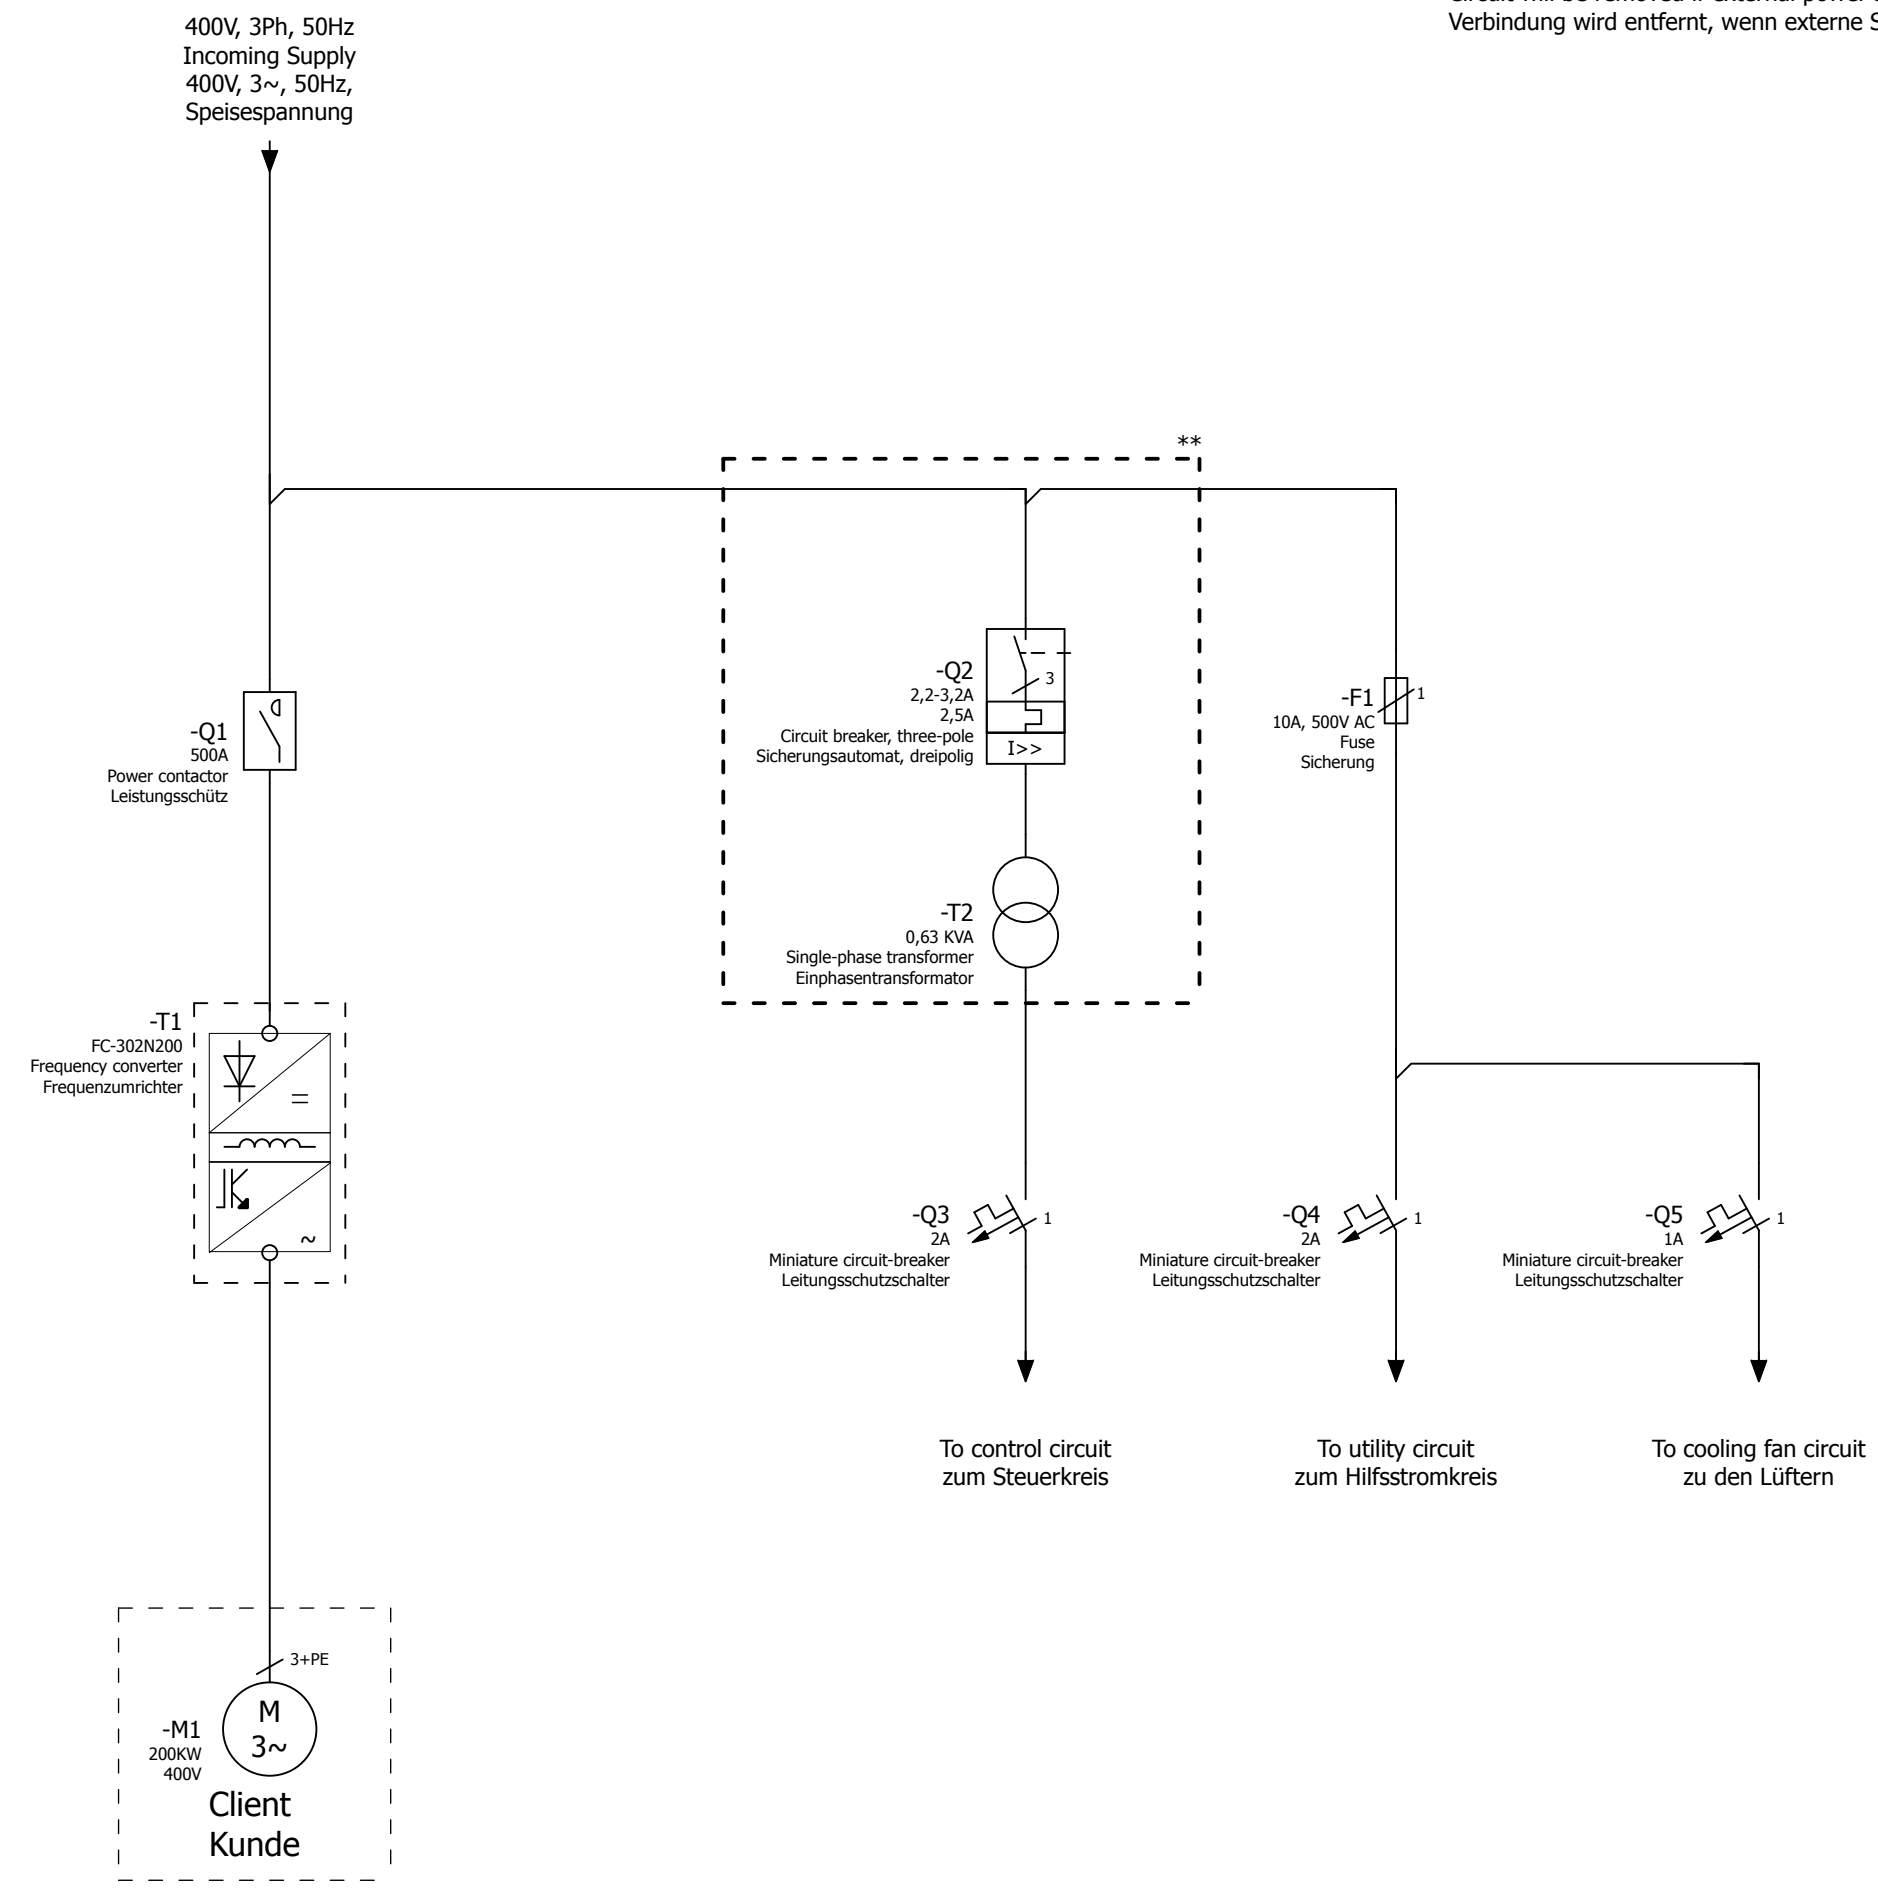 Verbindung wird entfernt, wenn externe
400V, 3Ph, 50Hz
Incoming Supply
400V, 3~, 50Hz,
Speisespannung
**
-Q1
500A
Power contactor
Leistungsschütz
-Q2
2,2-3,2A
2,5A
Circuit breaker, three-pole
Sicherungsautomat, dreipolig
3
I>>
-F1
10A, 500V AC
Fuse
Sicherung
1
-T2
0,63 KVA
Single-phase transformer
Einphasentransformator
-T1
FC-302N200
Frequency converter
Frequenzumrichter
=
~
-Q3
2A
Miniature circuit-breaker
Leitungsschutzschalter
1
-Q4
2A
Miniature circuit-breaker
Leitungsschutzschalter
1
-Q5
1A
Miniature circuit-breaker
Leitungsschutzschalter
1
To control circuit
zum Steuerkreis
To utility circuit
zum Hilfsstromkreis
To cooling fan circuit
zu den Lüftern
3+PE
M
3~
-M1
200KW
400V
Client
Kunde